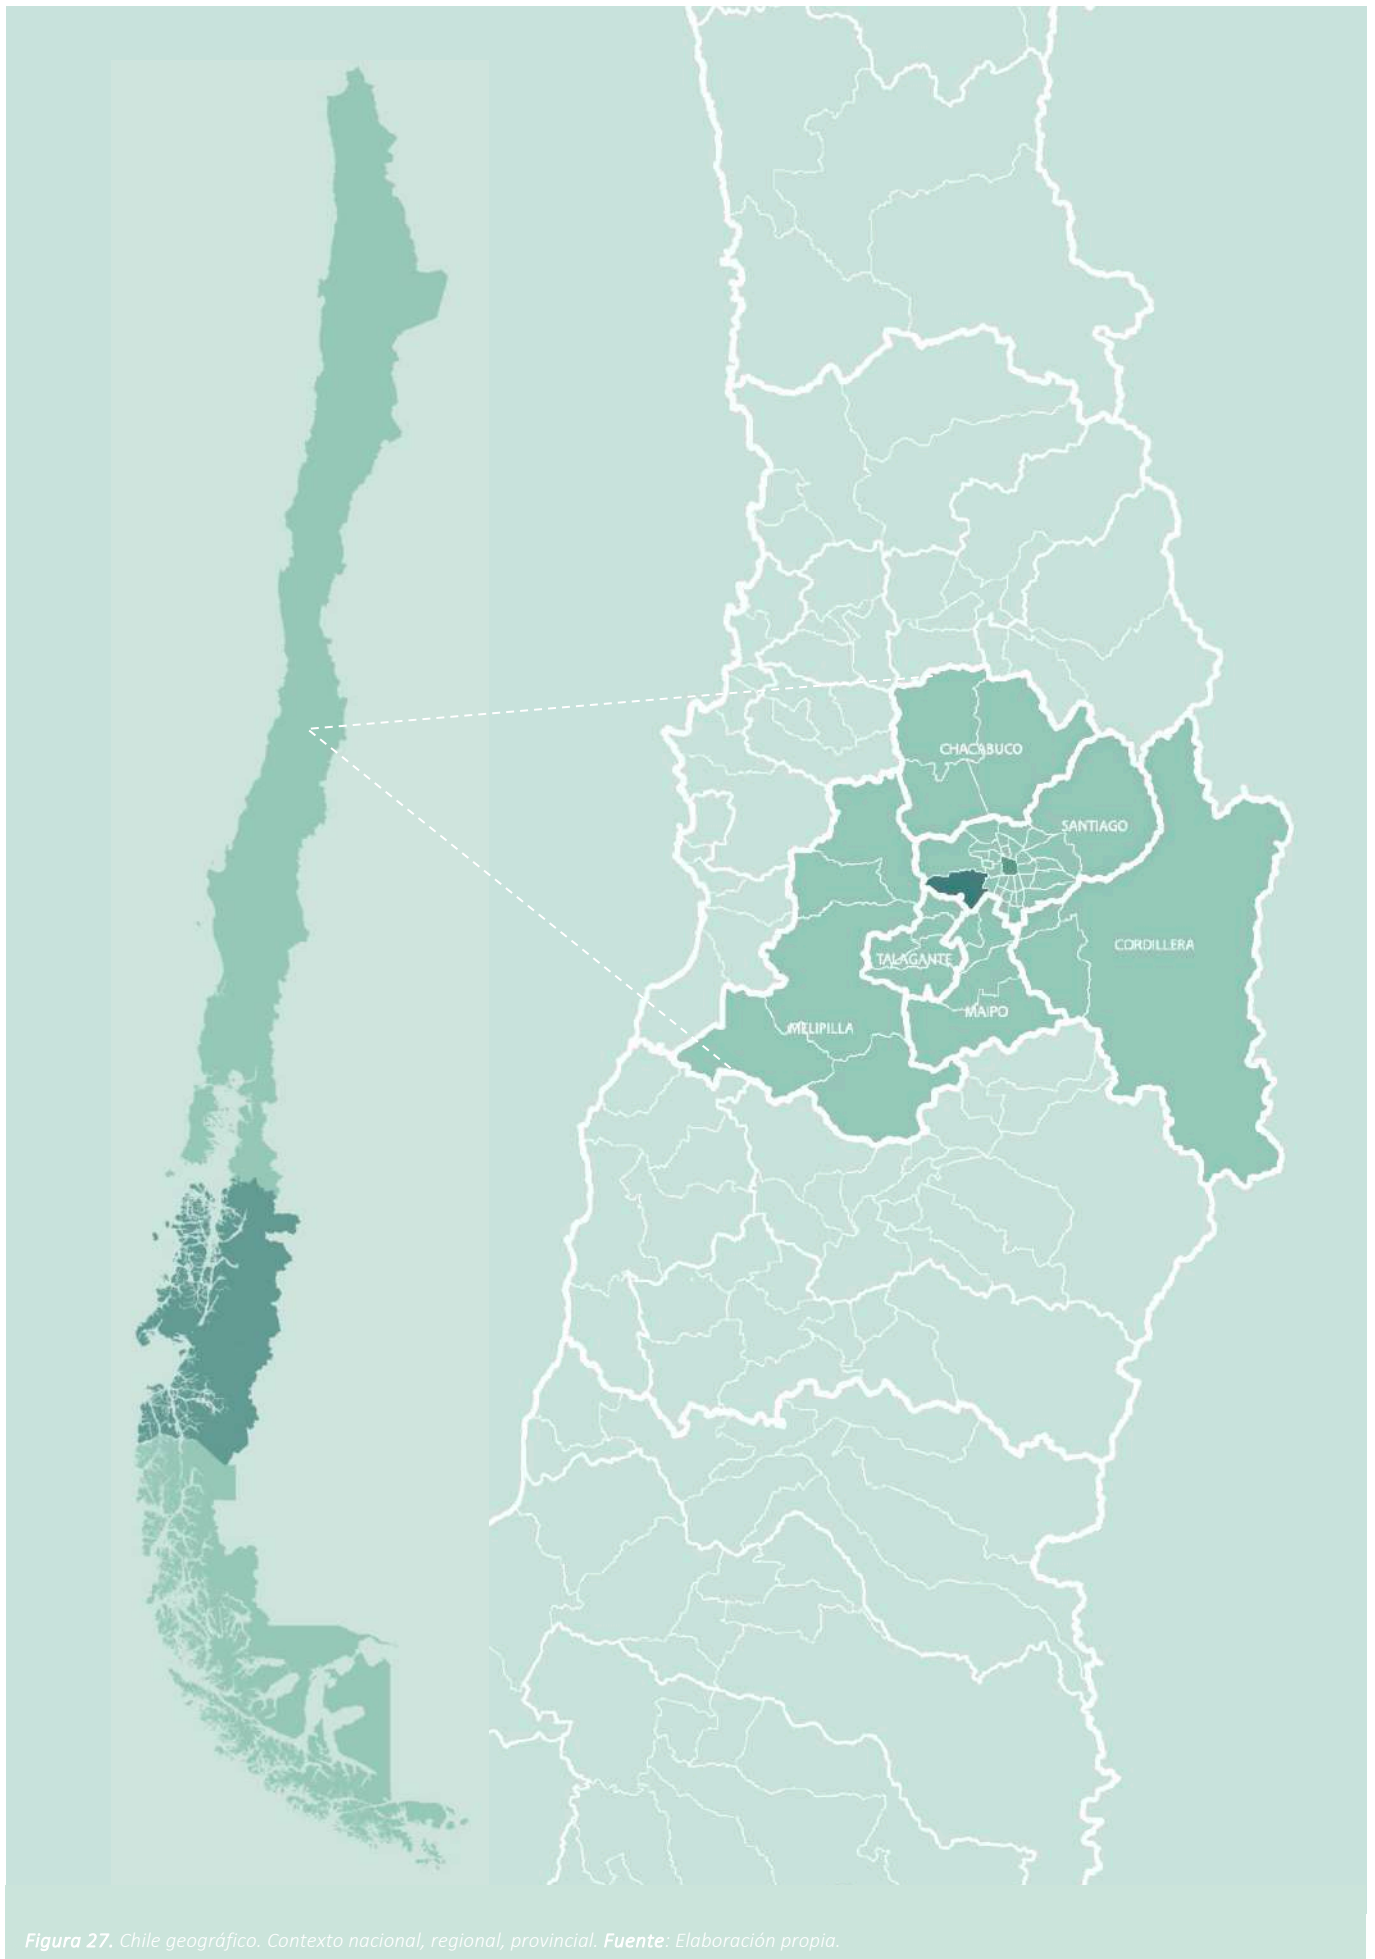 CHACABUCO
SANTIAGO
CORDILLERA
TALAGANTE
MAIPO
MELIPILLA
Figura 27. Chile geográfico. Contexto nacional, regional, provincial. Fuente: Elaboración propia.